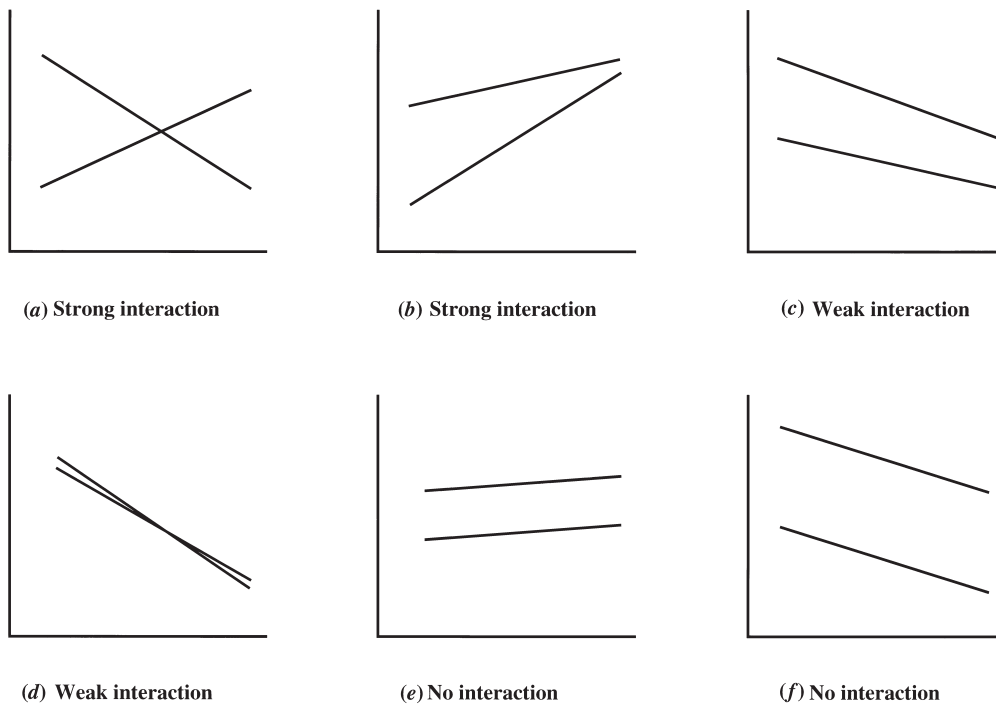 (a) Strong interaction
(b) Strong interaction
(c) Weak interaction
(d) Weak interaction
(e) No interaction
(f) No interaction